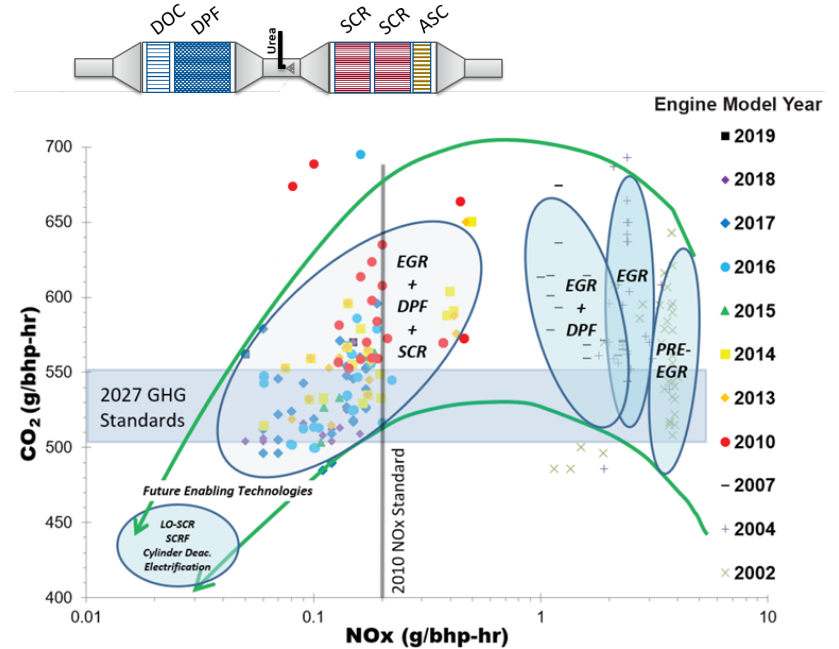 DOC
DPF
Urea
SCR
SCR
ASC
Engine Model Year
2019
2018
2017
2016
2015
2014
2013
2010
2007
2004
2002
CO2 (g/bhp-hr)
700
650
600
550
500
450
400
EGR
+
DPF
+
SCR
EGR
+
DPF
EGR
PRE-
EGR
2027 GHG
Standards
Future Enabling Technologies
LO-SCR
SCRF
Cylinder Deac.
Electrification
2010 NOx Standard
0.01
0.1
1
10
NOx (g/bhp-hr)